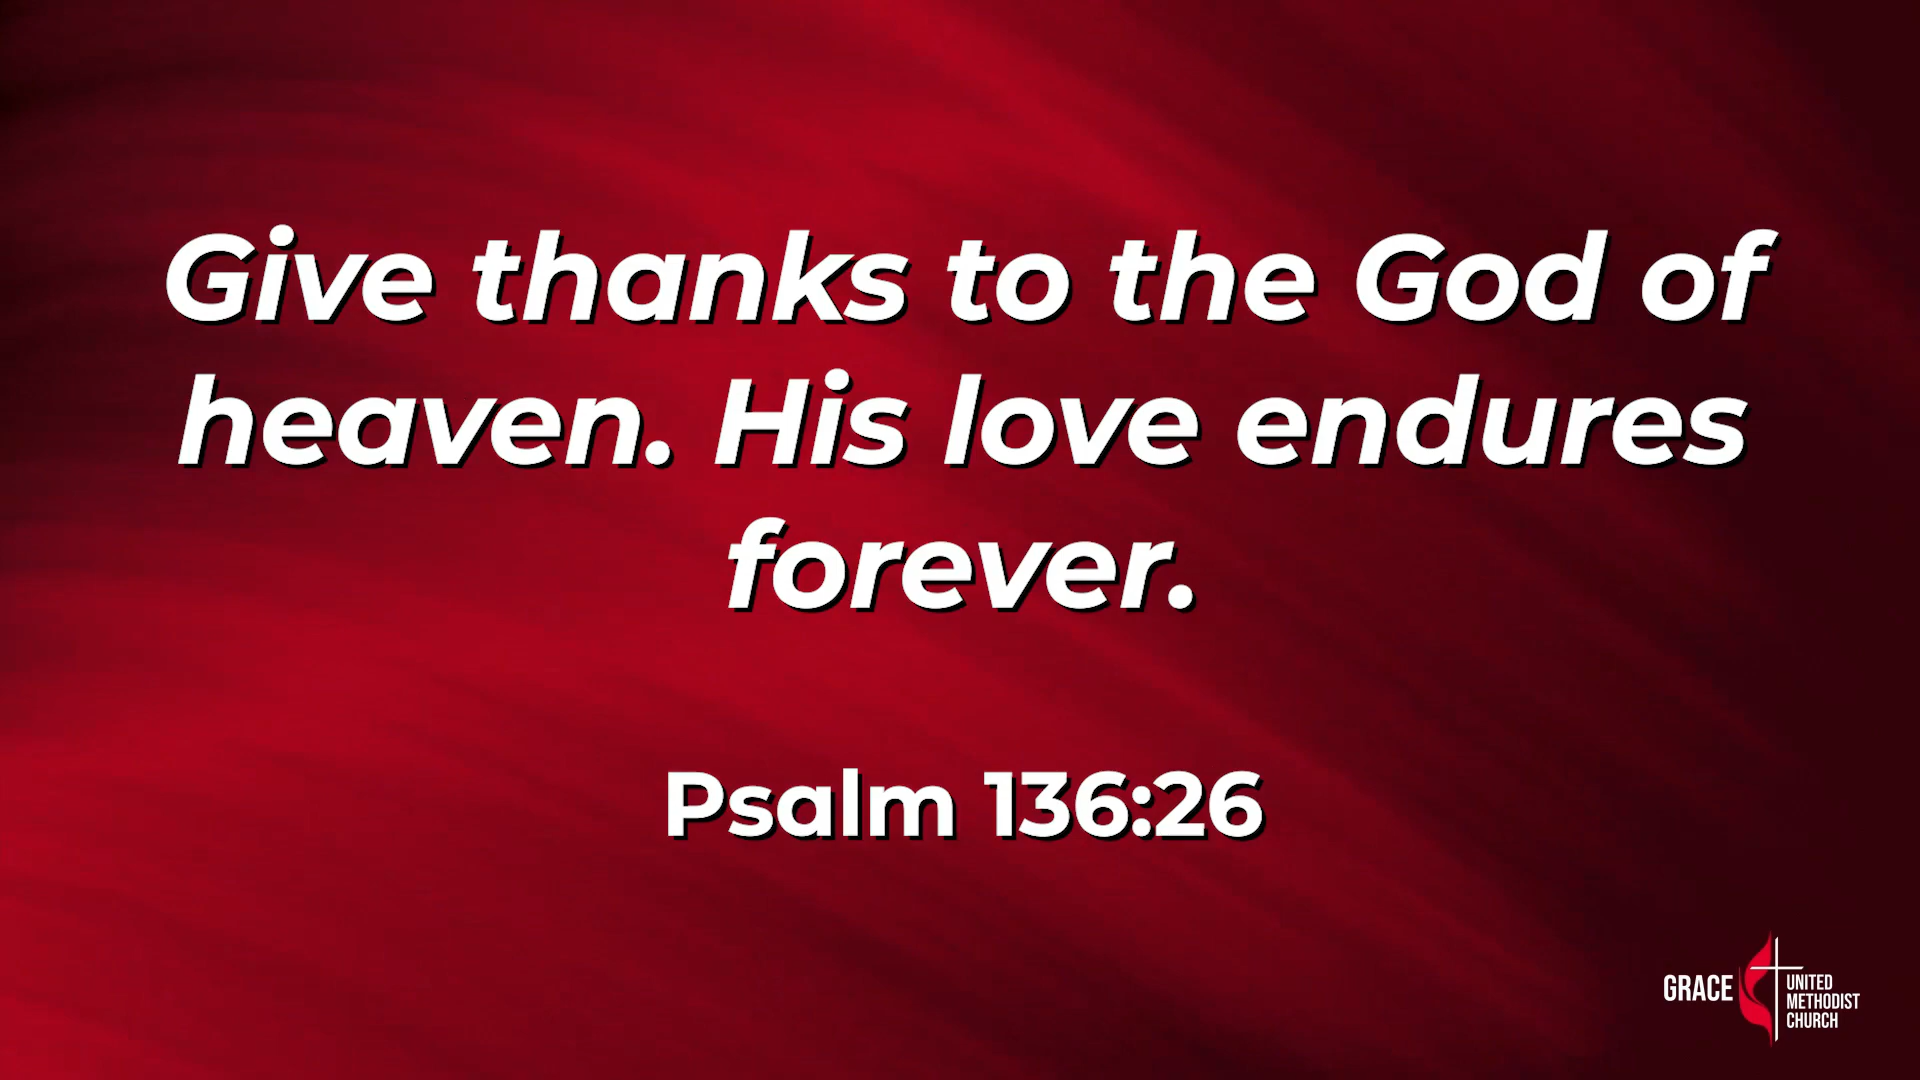 Give thanks to the God of
heaven. His love endures
forever.
Psalm 136:26
GRACE
UNITED
METHODIST
CHURCH